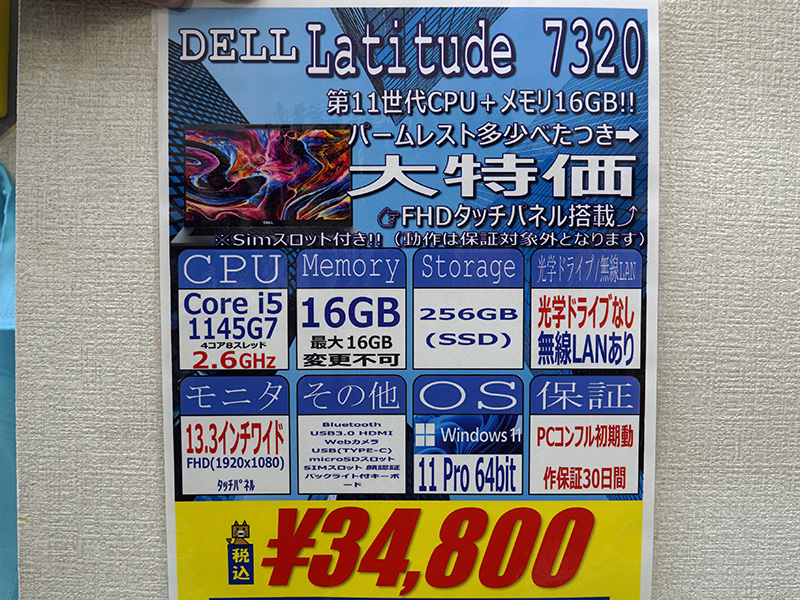 DELL Latitude 7320
第11世代CPU＋メモリ16GB!!
パームレスト多少べたつき➡
大特価
☞FHDタッチパネル搭載⤴
※Simスロット付き!!（動作は保証対象外となります）
DELL
CPU
Core i5
1145G7
4コア8スレッド
2.6GHz
Memory
16GB
最大16GB
変更不可
Storage
256GB
(SSD)
光学ドライブ/無線LAN
光学ドライブなし
無線LANあり
モニタ
13.3インチワイド
FHD(1920x1080)
ﾀｯﾁﾊﾟﾈﾙ
その他
Bluetooth
USB3.0 HDMI
Webカメラ
USB(TYPE-C)
microSDスロット
SIMスロット 顔認証
バックライト付キーボ
ード
OS
Windows 11
11 Pro 64bit
保証
PCコンフル初期動
作保証30日間
税込
¥34,800